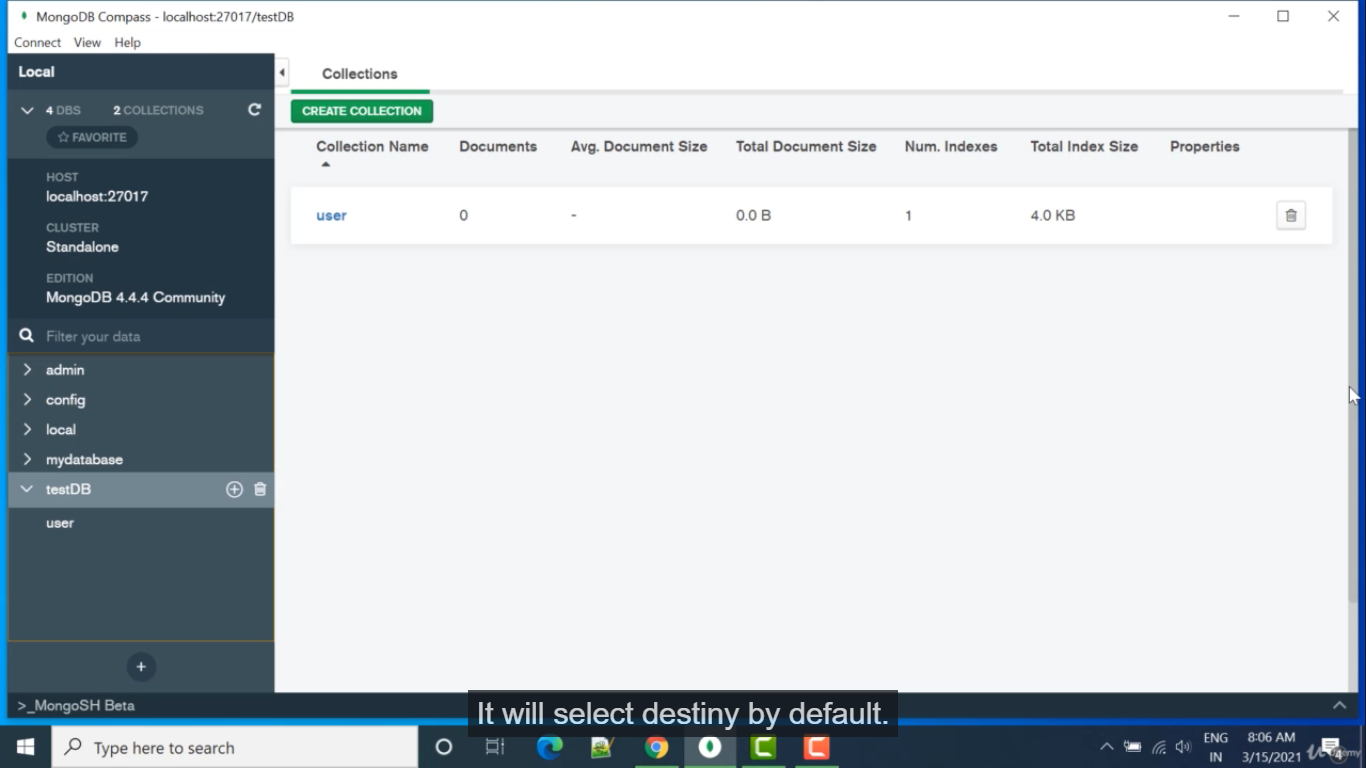 MongoDB Compass - localhost:27017/testDB
Connect View Help
Local
Collections
4 DBS 2 COLLECTIONS
FAVORITE
CREATE COLLECTION
Collection Name Documents Avg. Document Size Total Document Size Num. Indexes Total Index Size Properties
user 0 - 0.0 B 1 4.0 KB
HOST
localhost:27017
CLUSTER
Standalone
EDITION
MongoDB 4.4.4 Community
Filter your data
admin
config
local
mydatabase
testDB
user
>_MongoSH Beta
It will select destiny by default.
Type here to search
ENG
IN
8:06 AM
3/15/2021
4